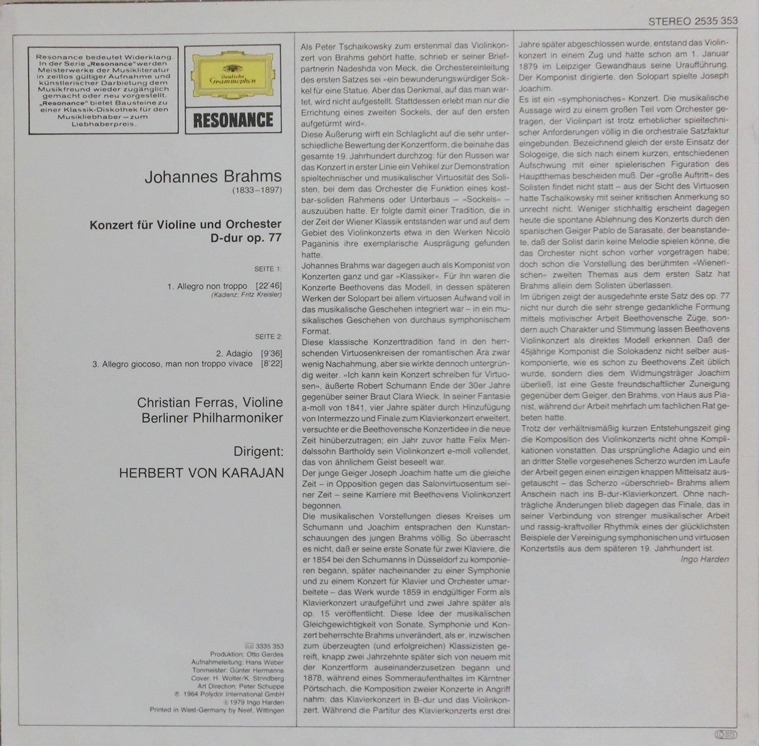 STEREO 2535 353
Resonance bedeutet Widerklang.
In der Serie „Resonance" werden
Meisterwerke der Musikliteratur
in zeitlos gültiger Aufnahme und
künstlerischer Darbietung dem
Musikfreund wieder zugänglich
gemacht oder neu vorgestellt.
„Resonance" bietet Bausteine zu
einer Klassik-Diskothek für den
Musikliebhaber – zum
Liebhaberpreis.
Deutsche
Grammophon
RESONANCE
Johannes Brahms
(1833–1897)
Konzert für Violine und Orchester
D-dur op. 77
SEITE 1:
1. Allegro non troppo [22'46]
(Kadenz: Fritz Kreisler)
SEITE 2:
2. Adagio [9'36]
3. Allegro giocoso, man non troppo vivace [8'22]
Christian Ferras, Violine
Berliner Philharmoniker
Dirigent:
HERBERT VON KARAJAN
3335 353
Produktion: Otto Gerdes
Aufnahmeleitung: Hans Weber
Tonmeister: Günter Hermanns
Cover: H. Wolter/K. Strindberg
Art Direction: Peter Schuppe
℗ 1964 Polydor International GmbH
© 1979 Ingo Harden
Printed in West-Germany by Neef, Wittingen
Als Peter Tschaikowsky zum erstenmal das Violinkon-
zert von Brahms gehört hatte, schrieb er seiner Brief-
partnerin Nadeshda von Meck, die Orchestereinleitung
des ersten Satzes sei »ein bewunderungswürdiger Sok-
kel für eine Statue. Aber das Denkmal, auf das man war-
tet, wird nicht aufgestellt. Stattdessen erlebt man nur die
Errichtung eines zweiten Sockels, der auf den ersten
aufgetürmt wird«.
Diese Äußerung wirft ein Schlaglicht auf die sehr unter-
schiedliche Bewertung der Konzertform, die beinahe das
gesamte 19. Jahrhundert durchzog: für den Russen war
das Konzert in erster Linie ein Vehikel zur Demonstration
spieltechnischer und musikalischer Virtuosität des Soli-
sten, bei dem das Orchester die Funktion eines kost-
bar-soliden Rahmens oder Unterbaus – »Sockels« –
auszuüben hatte. Er folgte damit einer Tradition, die in
der Zeit der Wiener Klassik entstanden war und auf dem
Gebiet des Violinkonzerts etwa in den Werken Nicolò
Paganinis ihre exemplarische Ausprägung gefunden
hatte.
Johannes Brahms war dagegen auch als Komponist von
Konzerten ganz und gar »Klassiker«. Für ihn waren die
Konzerte Beethovens das Modell, in dessen späteren
Werken der Solopart bei allem virtuosen Aufwand voll in
das musikalische Geschehen integriert war – in ein mu-
sikalisches Geschehen von durchaus symphonischem
Format.
Diese klassische Konzerttradition fand in den herr-
schenden Virtuosenkreisen der romantischen Ära zwar
wenig Nachahmung, aber sie wirkte dennoch untergrün-
dig weiter. »Ich kann kein Konzert schreiben für Virtuo-
sen«, äußerte Robert Schumann Ende der 30er Jahre
gegenüber seiner Braut Clara Wieck. In seiner Fantasie
a-moll von 1841, vier Jahre später durch Hinzufügung
von Intermezzo und Finale zum Klavierkonzert erweitert,
versuchte er die Beethovensche Konzertidee in die neue
Zeit hinüberzutragen; ein Jahr zuvor hatte Felix Men-
delssohn Bartholdy sein Violinkonzert e-moll vollendet,
das von ähnlichem Geist beseelt war.
Der junge Geiger Joseph Joachim hatte um die gleiche
Zeit – in Opposition gegen das Salonvirtuosentum sei-
ner Zeit – seine Karriere mit Beethovens Violinkonzert
begonnen.
Die musikalischen Vorstellungen dieses Kreises um
Schumann und Joachim entsprachen den Kunstan-
schauungen des jungen Brahms völlig. So überrascht
es nicht, daß er seine erste Sonate für zwei Klaviere, die
er 1854 bei den Schumanns in Düsseldorf zu komponie-
ren begann, später nacheinander zu einer Symphonie
und zu einem Konzert für Klavier und Orchester umar-
beitete – das Werk wurde 1859 in endgültiger Form als
Klavierkonzert uraufgeführt und zwei Jahre später als
op. 15 veröffentlicht. Diese Idee der musikalischen
Gleichgewichtigkeit von Sonate, Symphonie und Kon-
zert beherrschte Brahms unverändert, als er, inzwischen
zum überzeugten (und erfolgreichen) Klassizisten ge-
reift, knapp zwei Jahrzehnte später sich von neuem mit
der Konzertform auseinanderzusetzen begann und
1878, während eines Sommeraufenthaltes im Kärntner
Pörtschach, die Komposition zweier Konzerte in Angriff
nahm; das Klavierkonzert in B-dur und das Violinkon-
zert. Während die Partitur des Klavierkonzerts erst drei
Jahre später abgeschlossen wurde, entstand das Violin-
konzert in einem Zug und hatte schon am 1. Januar
1879 im Leipziger Gewandhaus seine Uraufführung.
Der Komponist dirigierte, den Solopart spielte Joseph
Joachim.
Es ist ein »symphonisches« Konzert. Die musikalische
Aussage wird zu einem großen Teil vom Orchester ge-
tragen, der Violinpart ist trotz erheblicher spieltechni-
scher Anforderungen völlig in die orchestrale Satzfaktur
eingebunden. Bezeichnend gleich der erste Einsatz der
Sologeige, die sich nach einem kurzen, entschiedenen
Aufschwung mit einer spielerischen Figuration des
Hauptthemas bescheiden muß. Der »große Auftritt« des
Solisten findet nicht statt – aus der Sicht des Virtuosen
hatte Tschaikowsky mit seiner kritischen Anmerkung so
unrecht nicht. Weniger stichhaltig erscheint dagegen
heute die spontane Ablehnung des Konzerts durch den
spanischen Geiger Pablo de Sarasate, der beanstande-
te, daß der Solist darin keine Melodie spielen könne, die
das Orchester nicht schon vorher vorgetragen habe;
doch schon die Vorstellung des berühmten »Wieneri-
schen« zweiten Themas aus dem ersten Satz hat
Brahms allein dem Solisten überlassen.
Im übrigen zeigt der ausgedehnte erste Satz des op. 77
nicht nur durch die sehr strenge gedankliche Formung
mittels motivischer Arbeit Beethovensche Züge, son-
dern auch Charakter und Stimmung lassen Beethovens
Violinkonzert als direktes Modell erkennen. Daß der
45jährige Komponist die Solokadenz nicht selber aus-
komponierte, wie es schon zu Beethovens Zeit üblich
wurde, sondern dies dem Widmungsträger Joachim
überließ, ist eine Geste freundschaftlicher Zuneigung
gegenüber dem Geiger, den Brahms, von Haus aus Pia-
nist, während der Arbeit mehrfach um fachlichen Rat ge-
beten hatte.
Trotz der verhältnismäßig kurzen Entstehungszeit ging
die Komposition des Violinkonzerts nicht ohne Kompli-
kationen vonstatten. Das ursprüngliche Adagio und ein
an dritter Stelle vorgesehenes Scherzo wurden im Laufe
der Arbeit gegen einen einzigen knappen Mittelsatz aus-
getauscht – das Scherzo »überschrieb« Brahms allem
Anschein nach ins B-dur-Klavierkonzert. Ohne nach-
trägliche Änderungen blieb dagegen das Finale, das in
seiner Verbindung von strenger musikalischer Arbeit
und rassig-kraftvoller Rhythmik eines der glücklichsten
Beispiele der Vereinigung symphonischen und virtuosen
Konzertstils aus dem späteren 19. Jahrhundert ist.
Ingo Harden